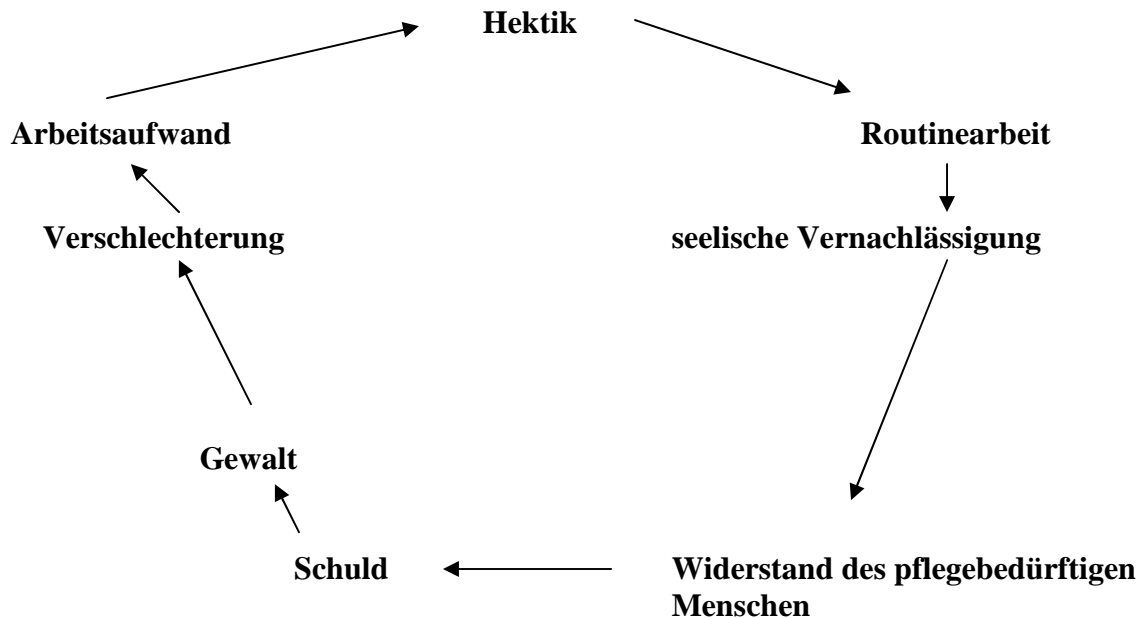 Hektik
Arbeitsaufwand
Routinearbeit
Verschlechterung
seelische Vernachlässigung
Gewalt
Schuld
Widerstand des pflegebedürftigen
Menschen